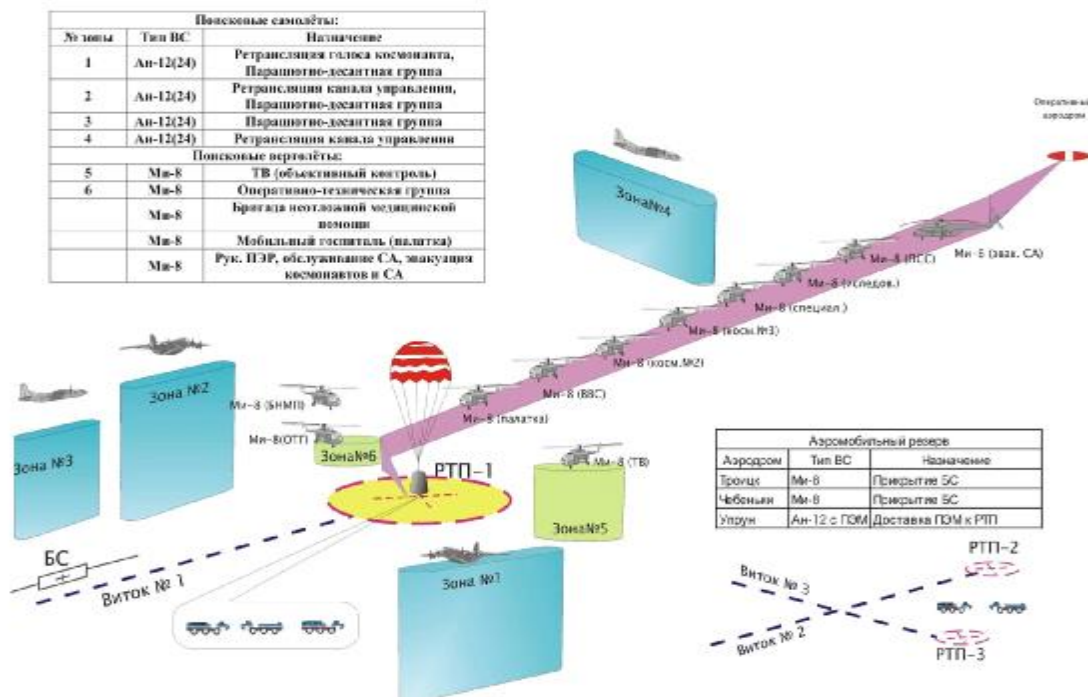 Поисковые самолёты:
№ зоны Тип ВС Назначение
1 Ан-12(24) Ретрансляция голоса космонавта,
Парашютно-десантная группа
2 Ан-12(24) Ретрансляция канала управления,
Парашютно-десантная группа
3 Ан-12(24) Парашютно-десантная группа
4 Ан-12(24) Ретрансляция канала управления
Поисковые вертолёты:
5 Ми-8 ТВ (объективный контроль)
6 Ми-8 Оперативно-техническая группа
Ми-8 Бригада неотложной медицинской
помощи
Ми-8 Мобильный госпиталь (палатка)
Ми-8 Рук. ПЭР, обслуживание СА, эвакуация
космонавтов и СА
Оперативный
аэродром
Зона№4
Ми-8 (эвак. СА)
Ми-8 (ПСС)
Ми-8 (исследов.)
Ми-8 (специал.)
Ми-8 (косм.№3)
Ми-8 (косм.№2)
Ми-8 (ВВС)
Ми-8 (палатка)
Зона №2
Ми-8 (БНМП)
Ми-8(ОТГ)
Зона№6
Зона №3
РТП-1
Ми-8 (ТВ)
Зона№5
Зона №1
БС
Виток № 1
Аэромобильный резерв
Аэродром Тип ВС Назначение
Троицк Ми-8 Прикрытие БС
Чебеньки Ми-8 Прикрытие БС
Упрун Ан-12 с ПЭМ Доставка ПЭМ к РТП
РТП-2
Виток № 3
Виток № 2
РТП-3